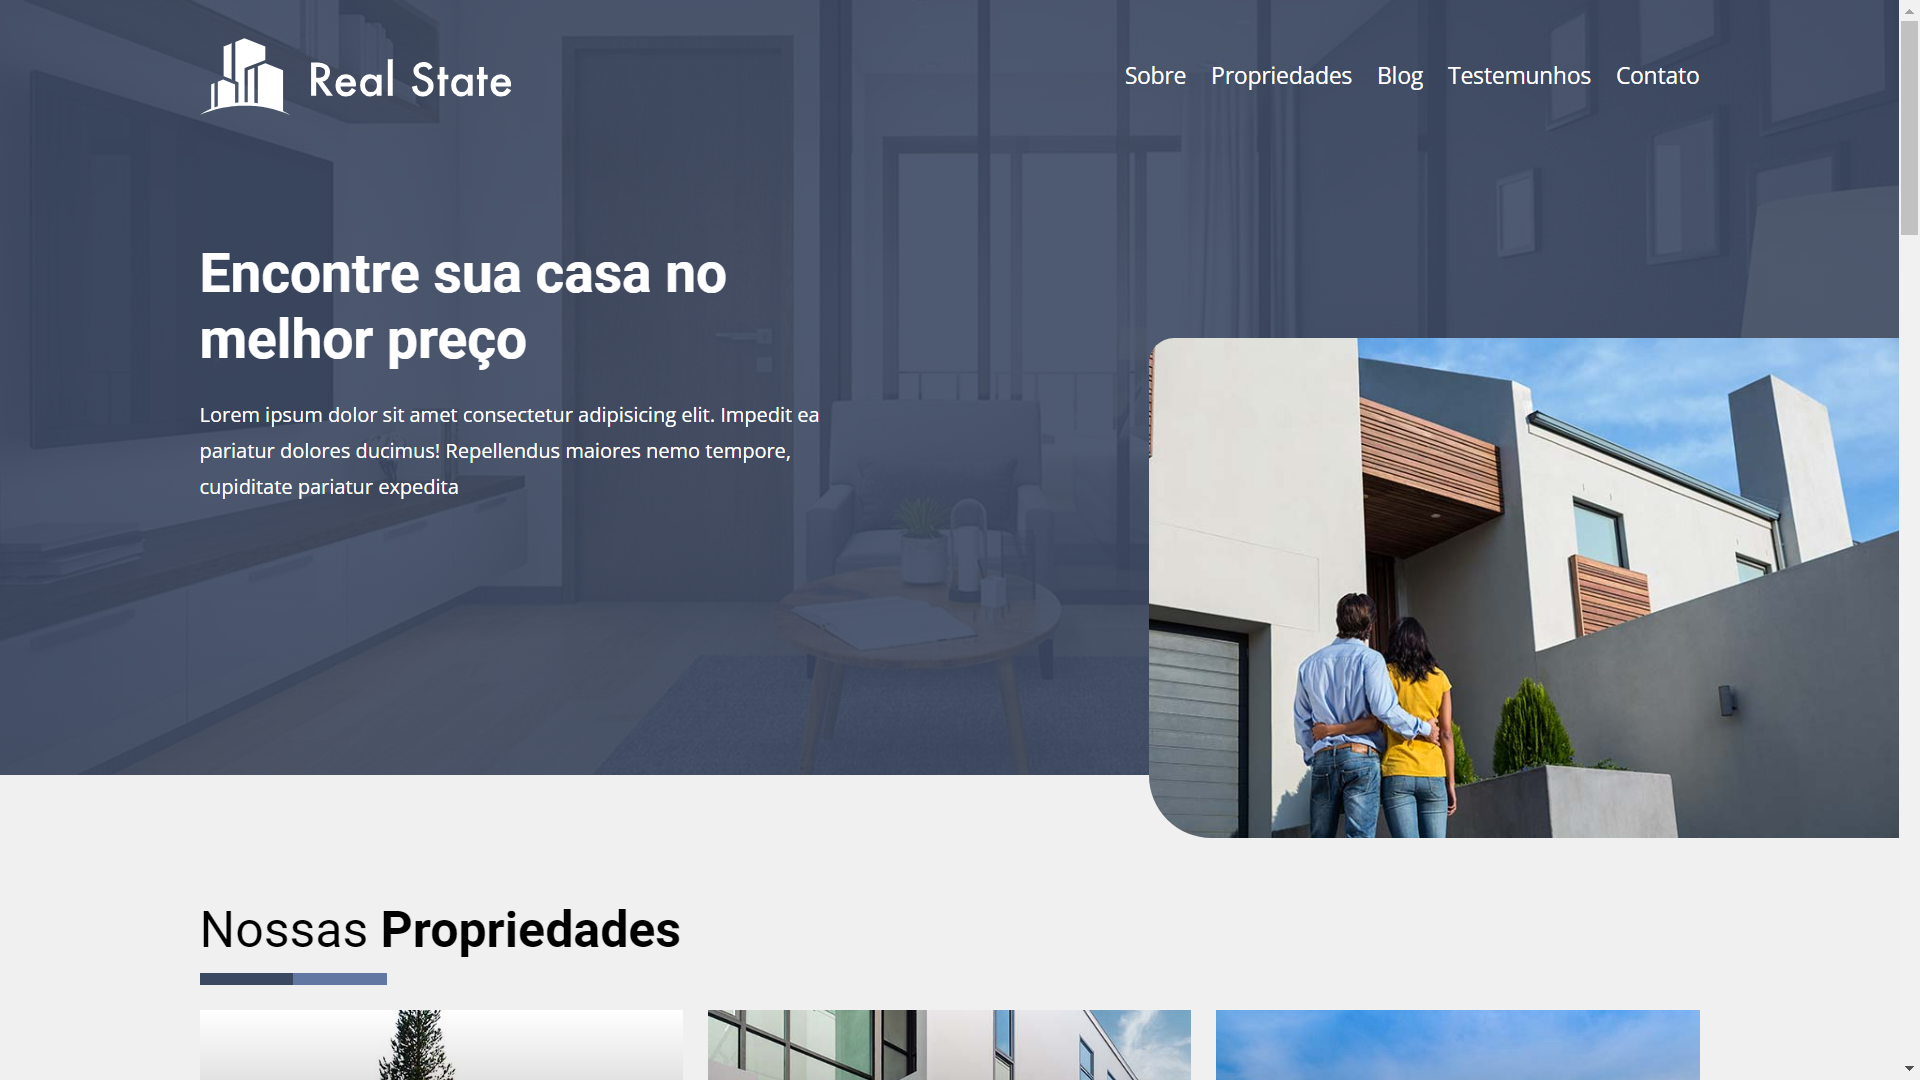 Real State
Sobre Propriedades Blog Testemunhos Contato
Encontre sua casa no
melhor preço
Lorem ipsum dolor sit amet consectetur adipisicing elit. Impedit ea
pariatur dolores ducimus! Repellendus maiores nemo tempore,
cupiditate pariatur expedita
Nossas Propriedades